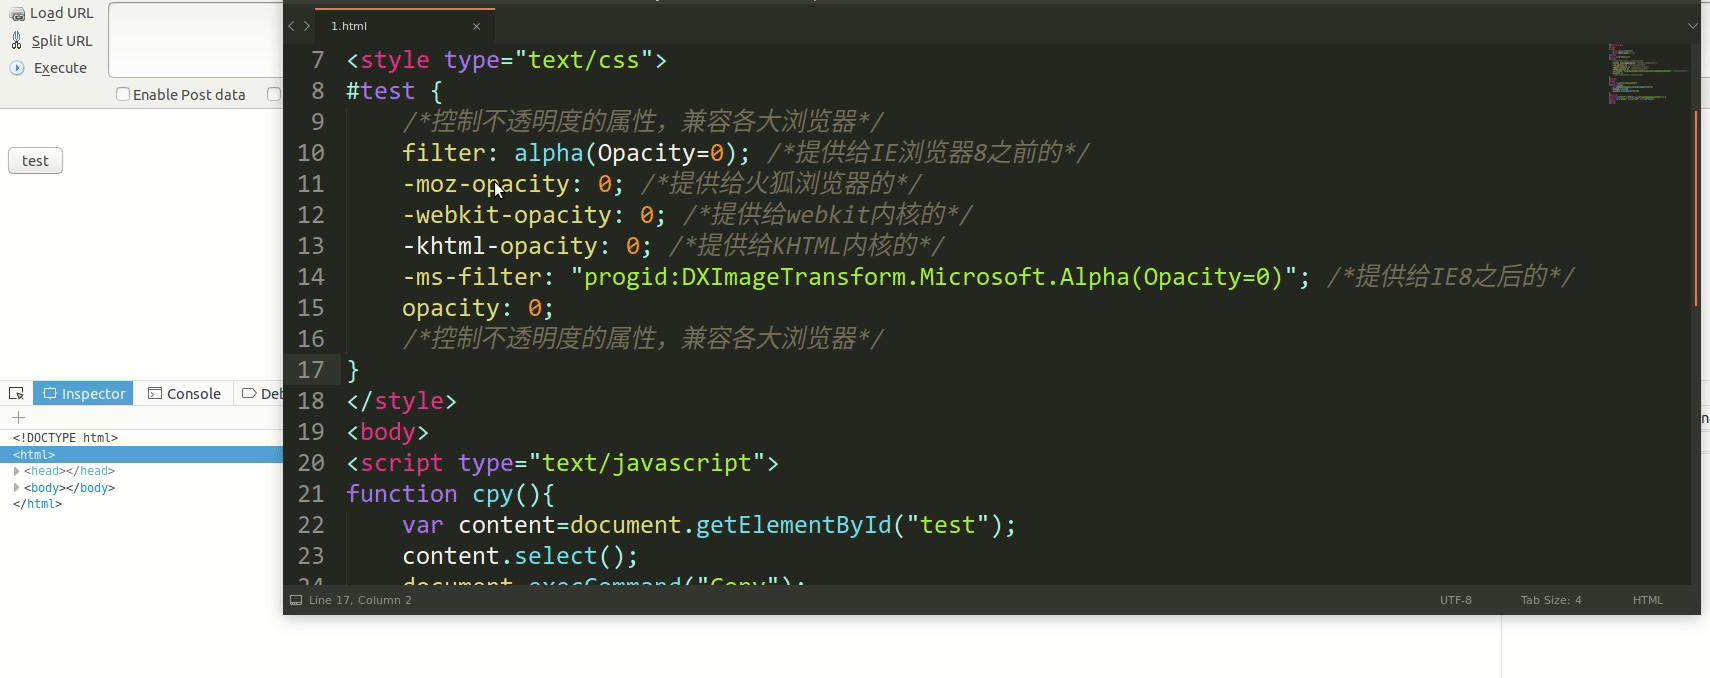 Load URL
Split URL
Execute
Enable Post data
test
Inspector
Console
Deb
<!DOCTYPE html>
<html>
<head></head>
<body></body>
</html>
1.html
7 <style type="text/css">
8 #test {
9 /*控制不透明度的属性，兼容各大浏览器*/
10 filter: alpha(Opacity=0); /*提供给IE浏览器8之前的*/
11 -moz-opacity: 0; /*提供给火狐浏览器的*/
12 -webkit-opacity: 0; /*提供给webkit内核的*/
13 -khtml-opacity: 0; /*提供给KHTML内核的*/
14 -ms-filter: "progid:DXImageTransform.Microsoft.Alpha(Opacity=0)"; /*提供给IE8之后的*/
15 opacity: 0;
16 /*控制不透明度的属性，兼容各大浏览器*/
17 }
18 </style>
19 <body>
20 <script type="text/javascript">
21 function cpy(){
22 var content=document.getElementById("test");
23 content.select();
24 document.execCommand("Copy");
Line 17, Column 2
UTF-8
Tab Size: 4
HTML